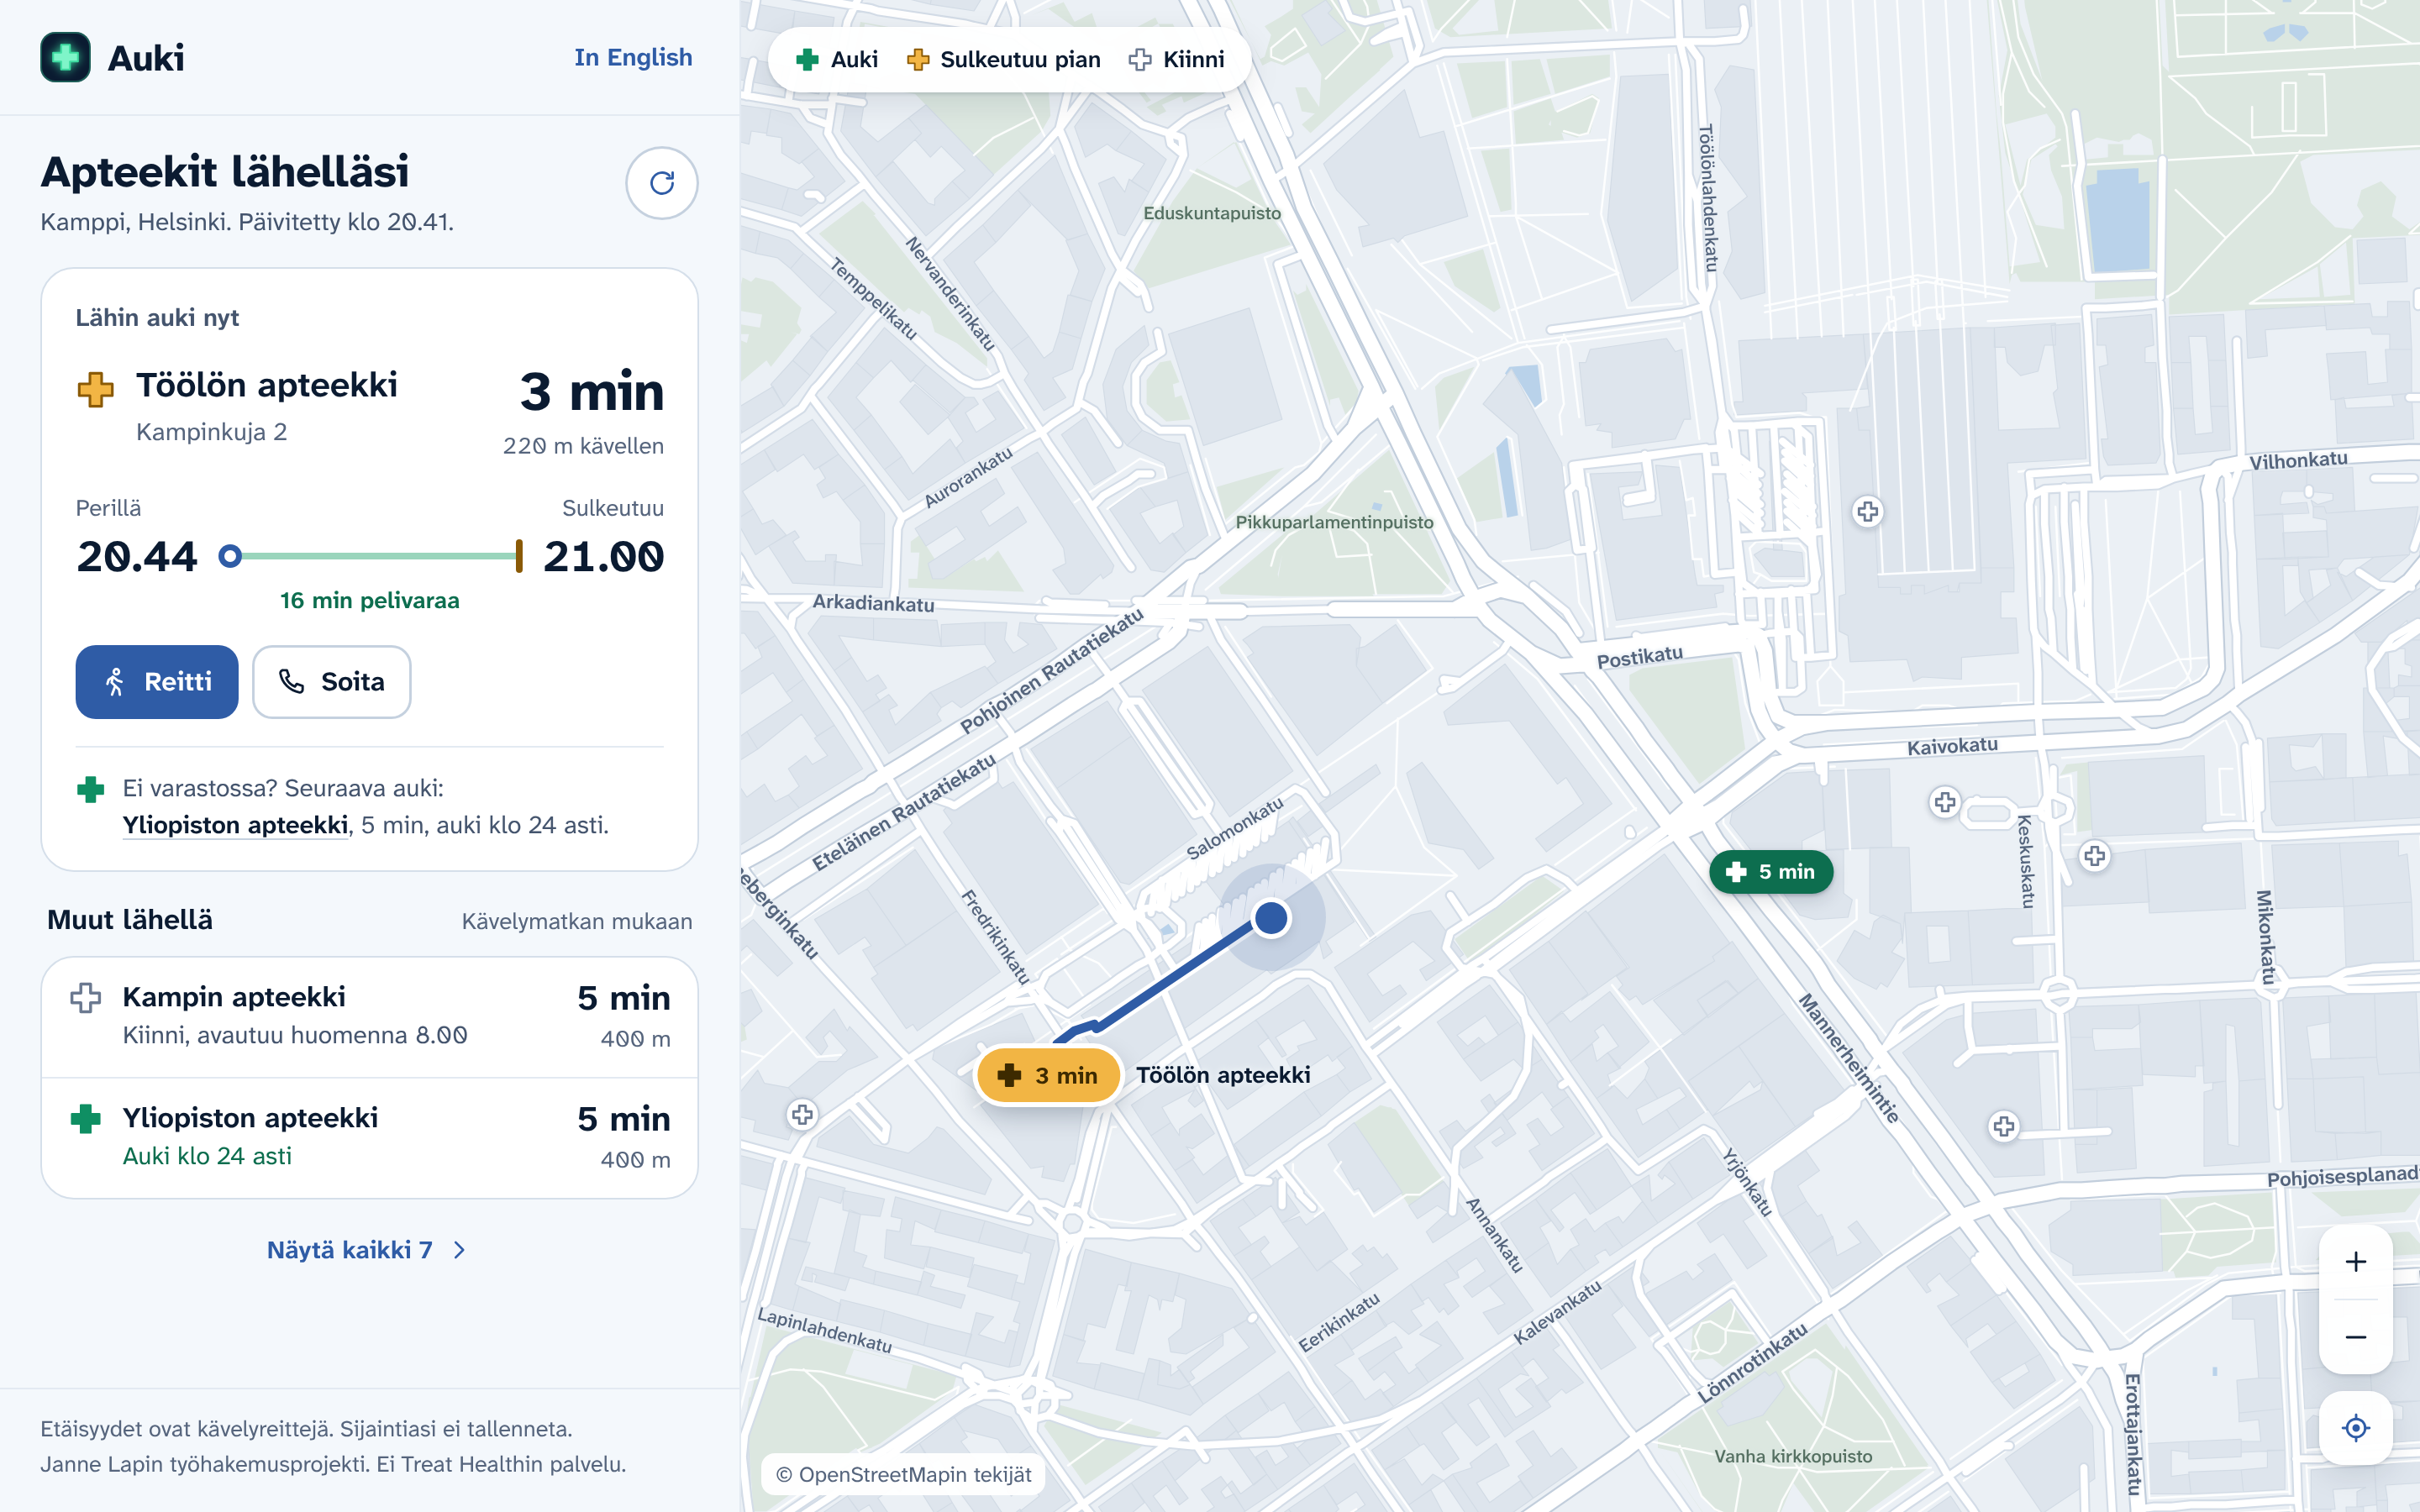 Auki
In English
Apteekit lähelläsi
Kamppi, Helsinki. Päivitetty klo 20.41.
Lähin auki nyt
Töölön apteekki
3 min
Kampinkuja 2
220 m kävellen
Perillä
Sulkeutuu
20.44
21.00
16 min pelivaraa
Reitti
Soita
Ei varastossa? Seuraava auki:
Yliopiston apteekki, 5 min, auki klo 24 asti.
Muut lähellä
Kävelymatkan mukaan
Kampin apteekki
5 min
Kiinni, avautuu huomenna 8.00
400 m
Yliopiston apteekki
5 min
Auki klo 24 asti
400 m
Näytä kaikki 7
Etäisyydet ovat kävelyreittejä. Sijaintiasi ei tallenneta.
Janne Lapin työhakemusprojekti. Ei Treat Healthin palvelu.
Auki
Sulkeutuu pian
Kiinni
Töölönlahdenkatu
Eduskuntapuisto
Nervanderinkatu
Temppelikatu
Aurorankatu
Vilhonkatu
Pikkuparlamentinpuisto
Arkadiankatu
Pohjoinen Rautatiekatu
Postikatu
Kaivokatu
Eteläinen Rautatiekatu
Salomonkatu
Keskuskatu
5 min
eberginkatu
Fredrikinkatu
Mikonkatu
Mannerheimintie
3 min
Töölön apteekki
Yrjönkatu
Pohjoisesplanad
Annankatu
Lapinlahdenkatu
Eerikinkatu
Kalevankatu
Lönnrotinkatu
Erottajankatu
Vanha kirkkopuisto
© OpenStreetMapin tekijät